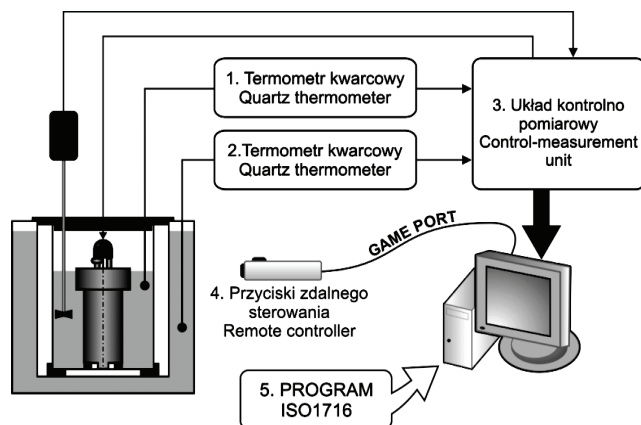 1. Termometr kwarcowy
Quartz thermometer
2.Termometr kwarcowy
Quartz thermometer
3. Układ kontrolno
pomiarowy
Control-measurement
unit
GAME PORT
4. Przyciski zdalnego
sterowania
Remote controller
5. PROGRAM
ISO1716